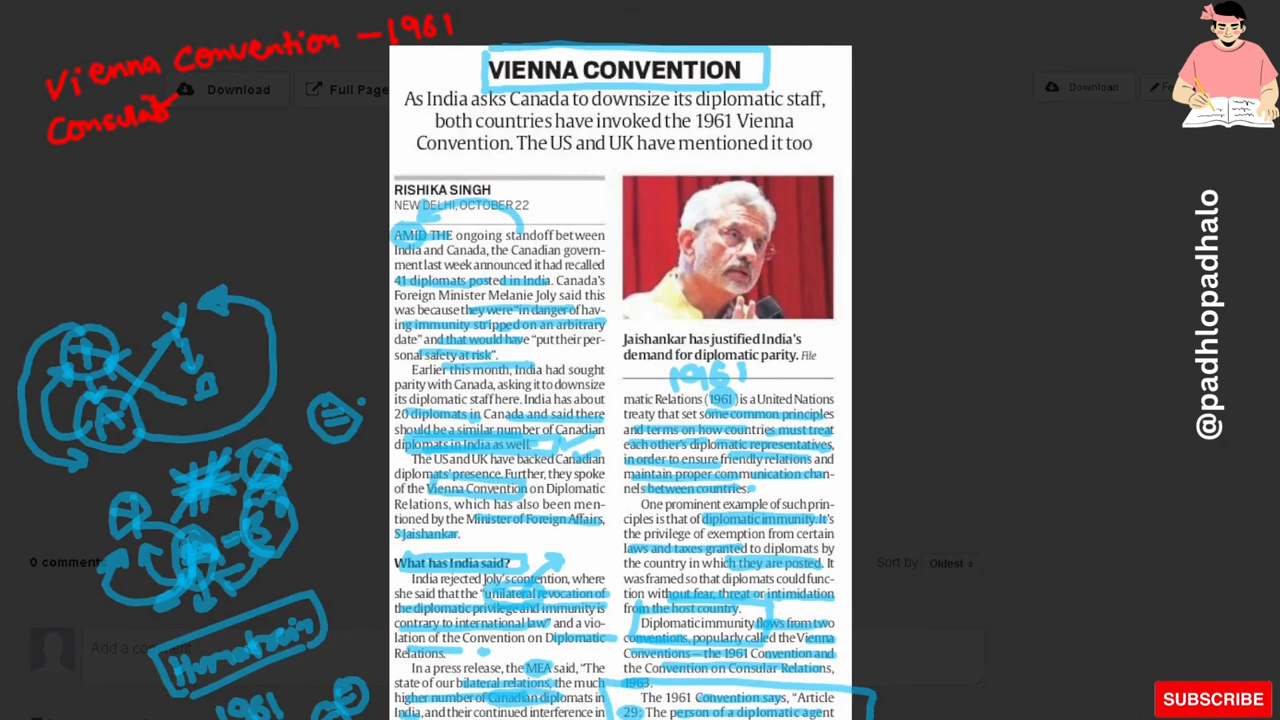 Vienna Convention - 1961
Consular
Download
Full Page
Download
VIENNA CONVENTION
As India asks Canada to downsize its diplomatic staff,
both countries have invoked the 1961 Vienna
Convention. The US and UK have mentioned it too
RISHIKA SINGH
NEW DELHI, OCTOBER 22
AMID THE ongoing standoff between
India and Canada, the Canadian govern-
ment last week announced it had recalled
41 diplomats posted in India. Canada's
Foreign Minister Melanie Joly said this
was because they were "in danger of hav-
ing immunity stripped on an arbitrary
date" and that would have "put their per-
sonal safety at risk".
Earlier this month, India had sought
parity with Canada, asking it to downsize
its diplomatic staff here. India has about
20 diplomats in Canada and said there
should be a similar number of Canadian
diplomats in India as well.
The US and UK have backed Canadian
diplomats' presence. Further, they spoke
of the Vienna Convention on Diplomatic
Relations, which has also been men-
tioned by the Minister of Foreign Affairs,
S Jaishankar.
What has India said?
India rejected Joly's contention, where
she said that the "unilateral revocation of
the diplomatic privilege and immunity is
contrary to international law" and a vio-
lation of the Convention on Diplomatic
Relations.
In a press release, the MEA said, "The
state of our bilateral relations, the much
higher number of Canadian diplomats in
India, and their continued interference in
Jaishankar has justified India's
demand for diplomatic parity. File
1961
matic Relations (1961) is a United Nations
treaty that set some common principles
and terms on how countries must treat
each other's diplomatic representatives,
in order to ensure friendly relations and
maintain proper communication chan-
nels between countries.
One prominent example of such prin-
ciples is that of diplomatic immunity. It's
the privilege of exemption from certain
laws and taxes granted to diplomats by
the country in which they are posted. It
was framed so that diplomats could func-
tion without fear, threat or intimidation
from the host country.
Diplomatic immunity flows from two
conventions, popularly called the Vienna
Conventions — the 1961 Convention and
the Convention on Consular Relations,
1963.
The 1961 Convention says, "Article
29: The person of a diplomatic agent
0 comments
Sort by
Oldest
Add a comment
1961
@padhlopadhalo
SUBSCRIBE